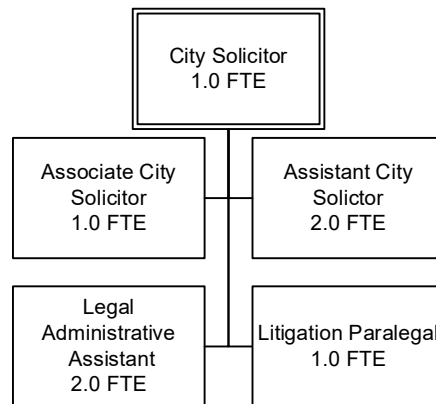 City Solicitor
1.0 FTE
Associate City
Solicitor
1.0 FTE
Assistant City
Solictor
2.0 FTE
Legal
Administrative
Assistant
2.0 FTE
Litigation Paralegal
1.0 FTE